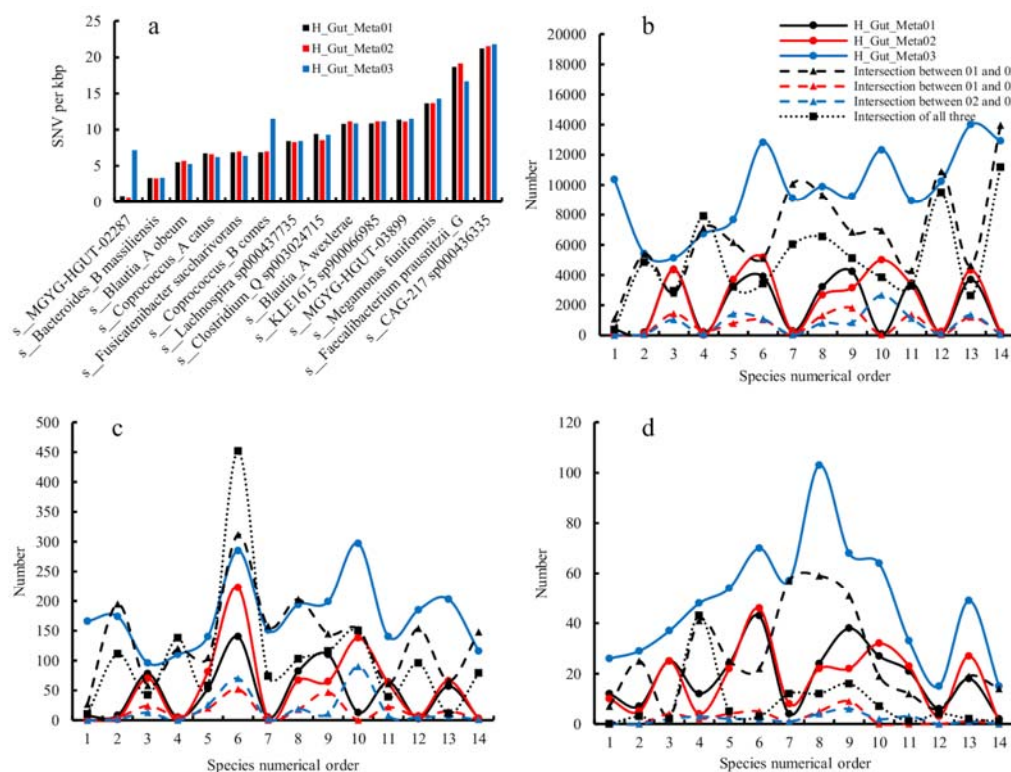 a
25
20
15
10
5
0
SNV per kbp
H_Gut_Meta01
H_Gut_Meta02
H_Gut_Meta03
s__MGYG-HGUT-02287
s__Bacteroides_B massiliensis
s__Blautia_A obeum
s__Coprococcus_A catus
s__Fusicatenibacter saccharivorans
s__Coprococcus_B comes
s__Lachnospira sp000437735
s__Clostridium_Q sp003024715
s__Blautia_A wexlerae
s__KLE1615 sp900066985
s__MGYG-HGUT-03899
s__Megamonas funiformis
s__Faecalibacterium prausnitzii_G
s__CAG-217 sp000436335
b
H_Gut_Meta01
H_Gut_Meta02
H_Gut_Meta03
Intersection between 01 and 0
Intersection between 01 and 0
Intersection between 02 and 0
Intersection of all three
14000
12000
10000
8000
6000
4000
2000
0
Number
1 2 3 4 5 6 7 8 9 10 11 12 13 14
Species numerical order
c
500
450
400
350
300
250
200
150
100
50
0
Number
1 2 3 4 5 6 7 8 9 10 11 12 13 14
Species numerical order
d
120
100
80
60
40
20
0
Number
1 2 3 4 5 6 7 8 9 10 11 12 13 14
Species numerical order